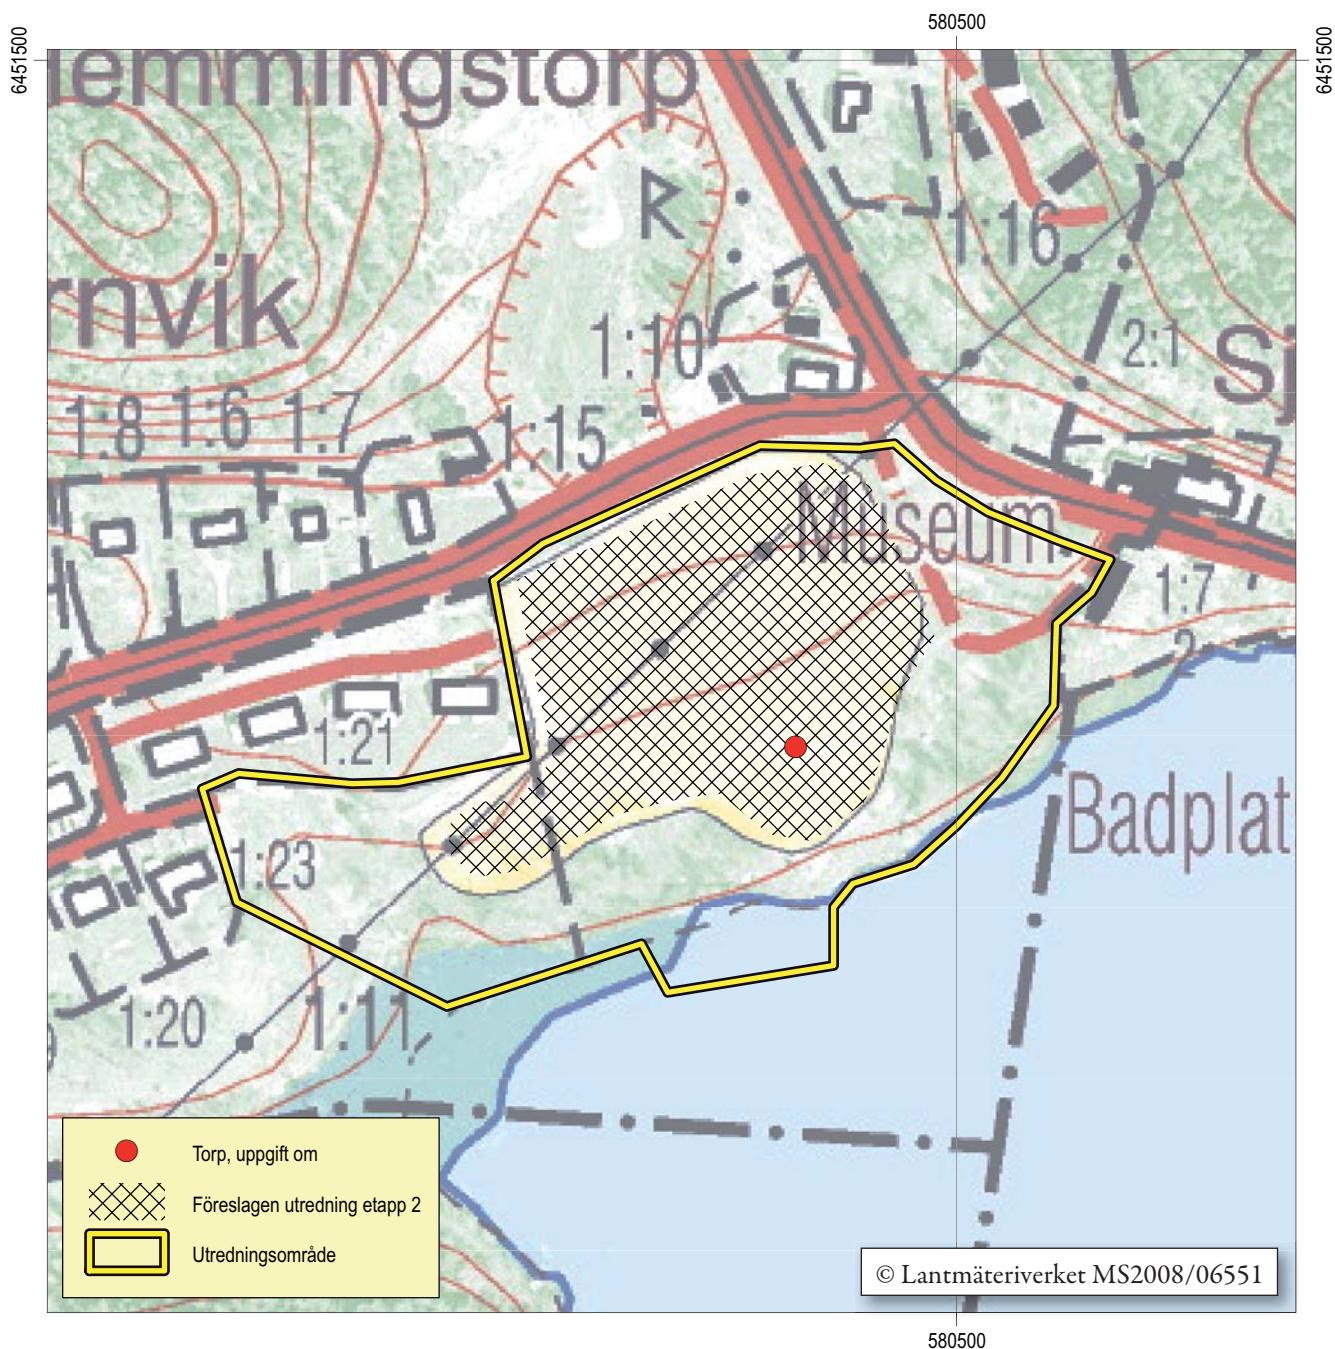 580500
6451500
6451500
emmingstorp
R
1:16
rnvik
1:10
2:1
Sj
1:8
1:6
1:7
1:15
Museum
1:7
2
1:21
Badplat
1:23
1:20
1:11
Torp, uppgift om
Föreslagen utredning etapp 2
Utredningsområde
© Lantmäteriverket MS2008/06551
580500